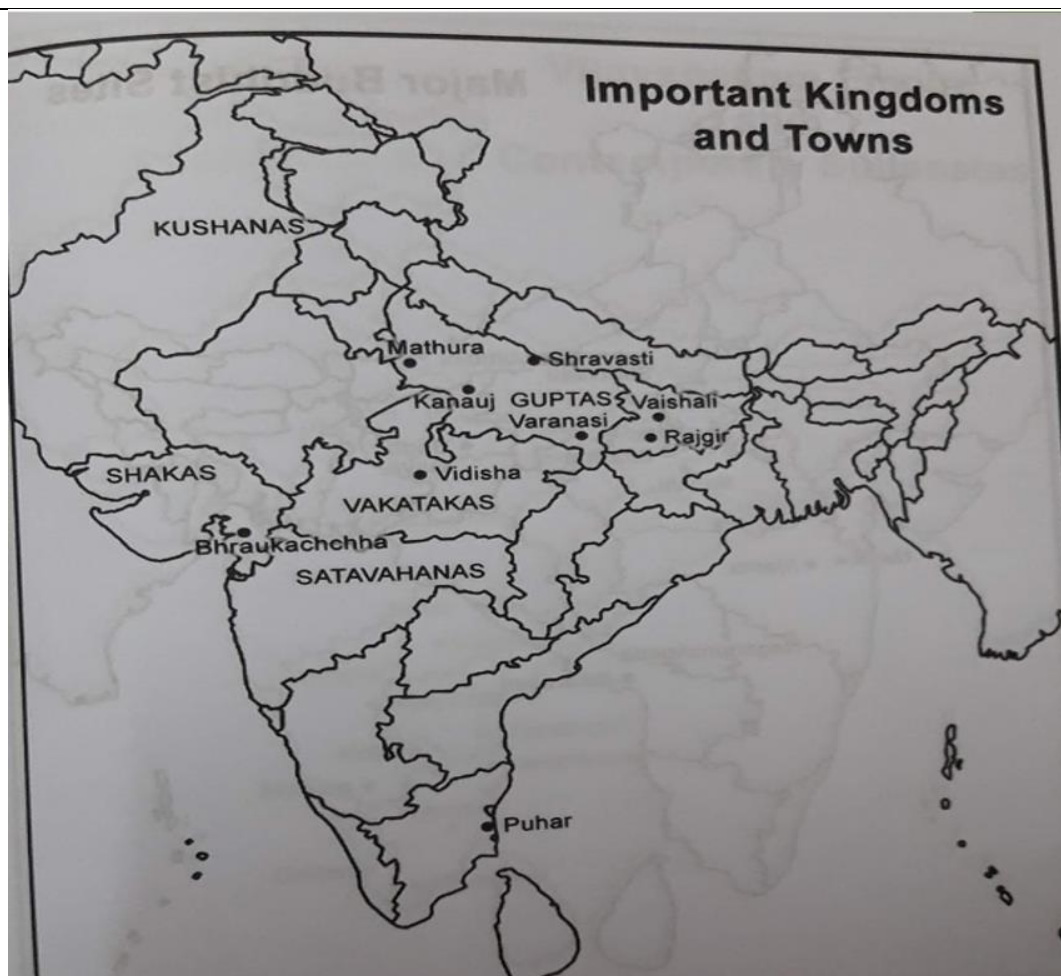 Important Kingdoms
and Towns
KUSHANAS
Mathura
Shravasti
Kanauj
GUPTAS
Vaishali
Varanasi
Rajgir
SHAKAS
Vidisha
VAKATAKAS
Bhraukachchha
SATAVAHANAS
Puhar